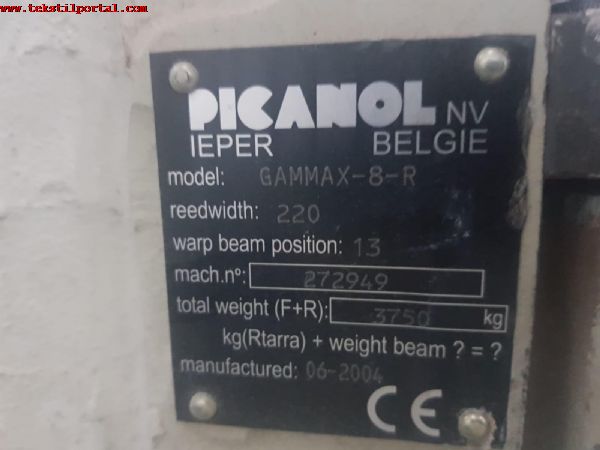 www.tekstilportal.com
PICANOL NV
IEPER BELGIE
model: GAMMAX-8-R
reedwidth: 220
warp beam position: 13
mach.nº: 272949
total weight (F+R): 3750 kg
kg(Rtarra) + weight beam ? = ?
manufactured: 06-2004
CE